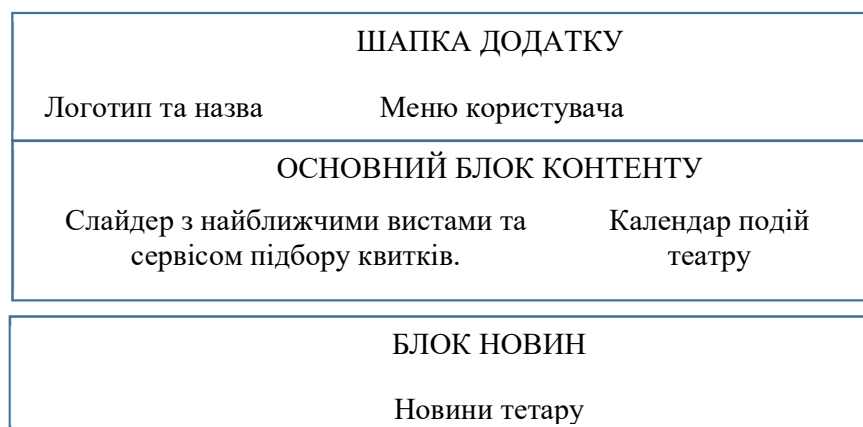 ШАПКА ДОДАТКУ
Логотип та назва Меню користувача
ОСНОВНИЙ БЛОК КОНТЕНТУ
Слайдер з найближчими вистами та Календар подій
сервісом підбору квитків. театру
БЛОК НОВИН
Новини тетару